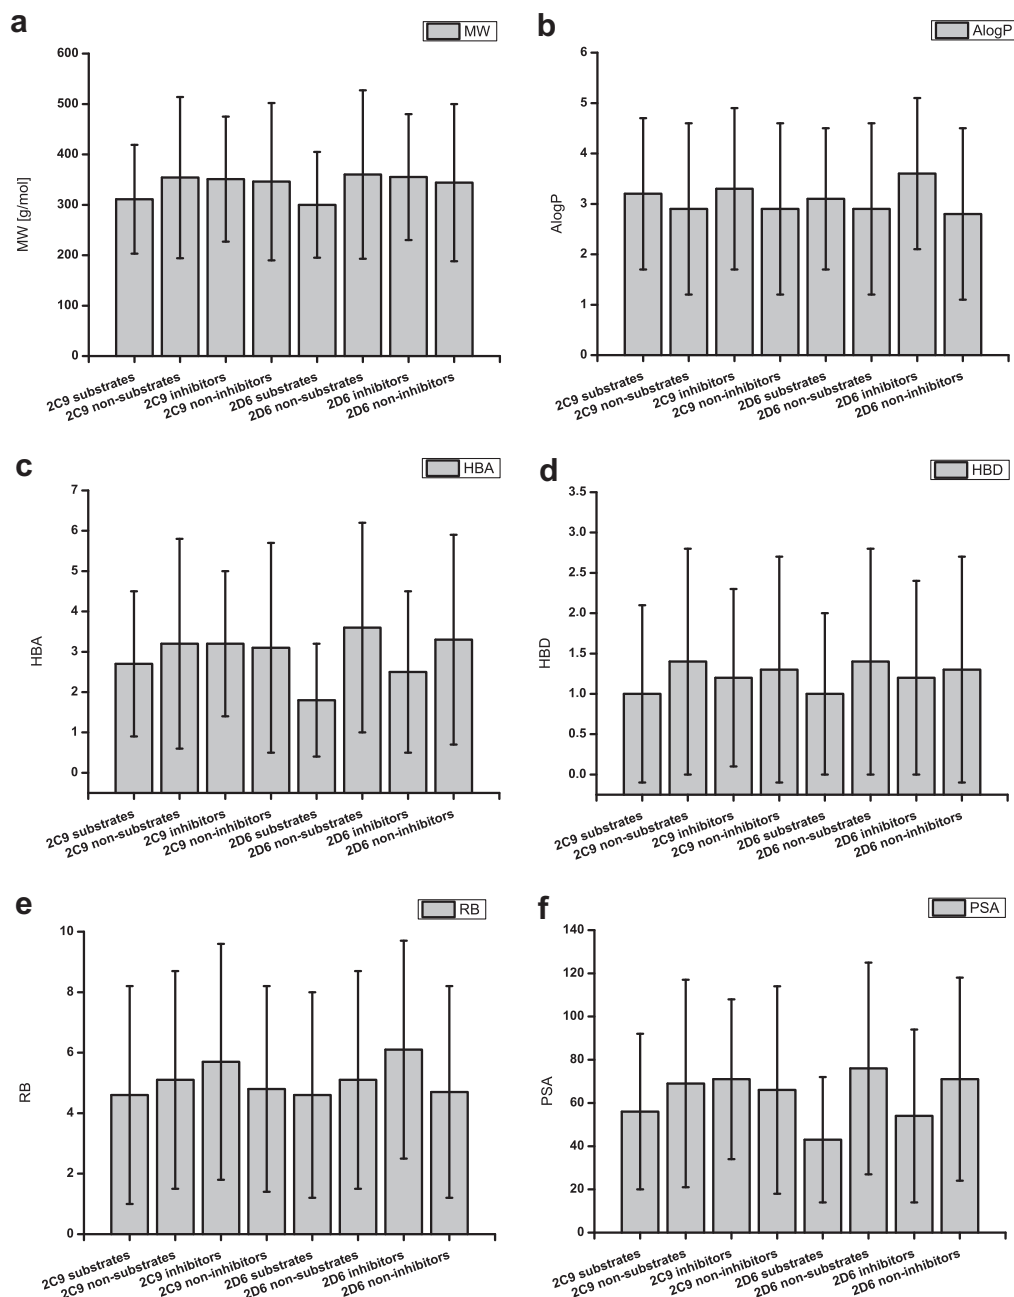 a
MW
600
500
400
300
200
100
0
MW [g/mol]
2C9 substrates
2C9 non-substrates
2C9 inhibitors
2C9 non-inhibitors
2D6 substrates
2D6 non-substrates
2D6 inhibitors
2D6 non-inhibitors
b
AlogP
6
5
4
3
2
1
0
AlogP
2C9 substrates
2C9 non-substrates
2C9 inhibitors
2C9 non-inhibitors
2D6 substrates
2D6 non-substrates
2D6 inhibitors
2D6 non-inhibitors
c
HBA
7
6
5
4
3
2
1
0
HBA
2C9 substrates
2C9 non-substrates
2C9 inhibitors
2C9 non-inhibitors
2D6 substrates
2D6 non-substrates
2D6 inhibitors
2D6 non-inhibitors
d
HBD
3.5
3.0
2.5
2.0
1.5
1.0
0.5
0.0
HBD
2C9 substrates
2C9 non-substrates
2C9 inhibitors
2C9 non-inhibitors
2D6 substrates
2D6 non-substrates
2D6 inhibitors
2D6 non-inhibitors
e
RB
10
8
6
4
2
0
RB
2C9 substrates
2C9 non-substrates
2C9 inhibitors
2C9 non-inhibitors
2D6 substrates
2D6 non-substrates
2D6 inhibitors
2D6 non-inhibitors
f
PSA
140
120
100
80
60
40
20
0
PSA
2C9 substrates
2C9 non-substrates
2C9 inhibitors
2C9 non-inhibitors
2D6 substrates
2D6 non-substrates
2D6 inhibitors
2D6 non-inhibitors